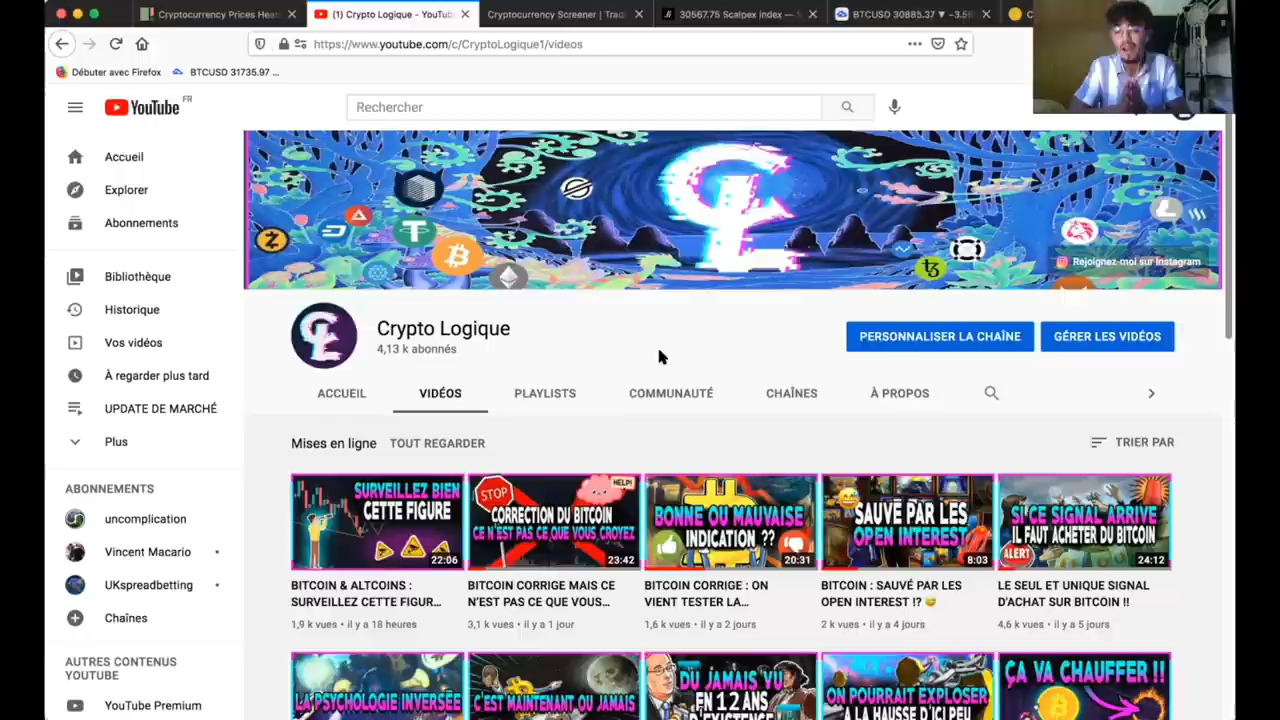 Cryptocurrency Prices Heat
(1) Crypto Logique - YouTub
Cryptocurrency Screener | Tradi
30567.75 Scalpex index — S
BTCUSD 30885.37 ▼ -3.5
https://www.youtube.com/c/CryptoLogique1/videos
Débuter avec Firefox
BTCUSD 31735.97 ...
YouTube FR
Rechercher
Accueil
Explorer
Abonnements
Bibliothèque
Historique
Vos vidéos
À regarder plus tard
UPDATE DE MARCHÉ
Plus
ABONNEMENTS
uncomplication
Vincent Macario
UKspreadbetting
Chaînes
AUTRES CONTENUS
YOUTUBE
YouTube Premium
Rejoignez-moi sur Instagram
Crypto Logique
4,13 k abonnés
PERSONNALISER LA CHAÎNE
GÉRER LES VIDÉOS
ACCUEIL
VIDÉOS
PLAYLISTS
COMMUNAUTÉ
CHAÎNES
À PROPOS
Mises en ligne
TOUT REGARDER
TRIER PAR
SURVEILLEZ BIEN
CETTE FIGURE
22:06
BITCOIN & ALTCOINS :
SURVEILLEZ CETTE FIGUR...
1,9 k vues • il y a 18 heures
STOP
HELP!
CORRECTION DU BITCOIN
CE N'EST PAS CE QUE VOUS CROYEZ
23:42
BITCOIN CORRIGE MAIS CE
N'EST PAS CE QUE VOUS...
3,1 k vues • il y a 1 jour
BONNE OU MAUVAISE
INDICATION ??
20:31
BITCOIN CORRIGE : ON
VIENT TESTER LA...
1,6 k vues • il y a 2 jours
SAUVÉ PAR LES
OPEN INTEREST
8:03
BITCOIN : SAUVÉ PAR LES
OPEN INTEREST !? 😅
2 k vues • il y a 4 jours
SI CE SIGNAL ARRIVE
IL FAUT ACHETER DU BITCOIN
ALERT
24:12
LE SEUL ET UNIQUE SIGNAL
D'ACHAT SUR BITCOIN !!
4,6 k vues • il y a 5 jours
LA PSYCHOLOGIE INVERSÉE
C'EST MAINTENANT OU JAMAIS
DU JAMAIS VU
EN 12 ANS
D'EXISTENCE
ON POURRAIT EXPLOSER
À LA HAUSSE D'ICI PEU
ÇA VA CHAUFFER !!